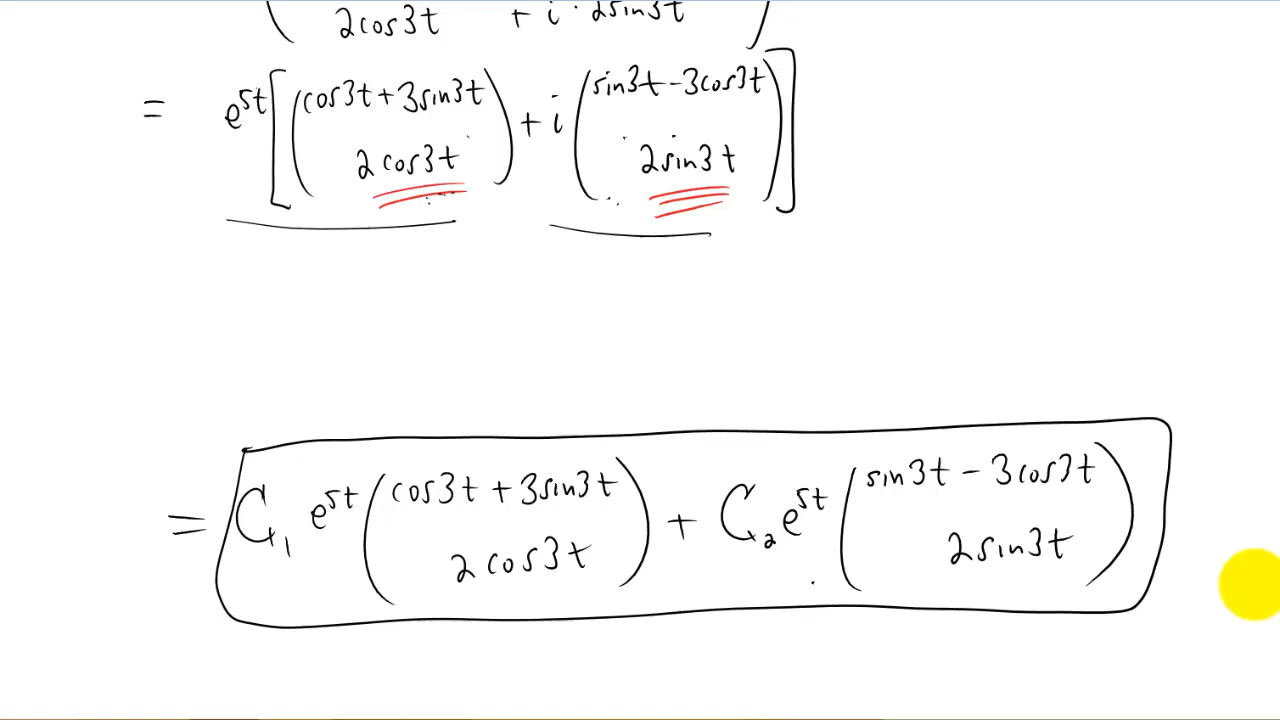 2cos3t + i · 2sin3t
= e^5t [ ( cos3t + 3sin3t ) + i ( sin3t - 3cos3t ) ]
2cos3t 2sin3t
= C1 e^5t ( cos3t + 3sin3t ) + C2 e^5t ( sin3t - 3cos3t )
2cos3t 2sin3t